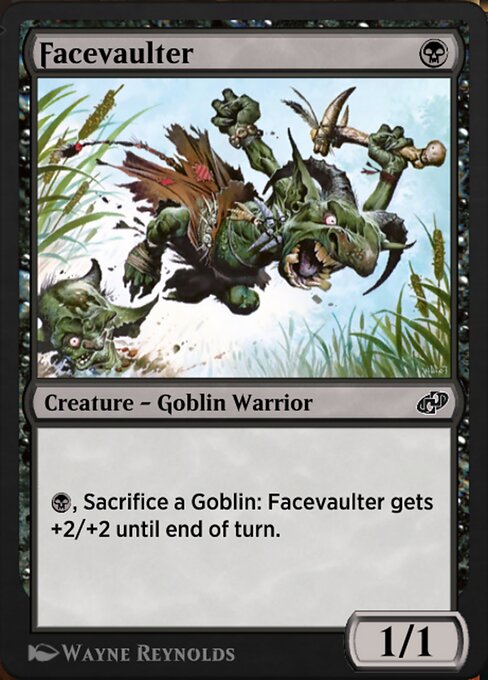 Facevaulter
Creature – Goblin Warrior
, Sacrifice a Goblin: Facevaulter gets
+2/+2 until end of turn.
1/1
Wayne Reynolds